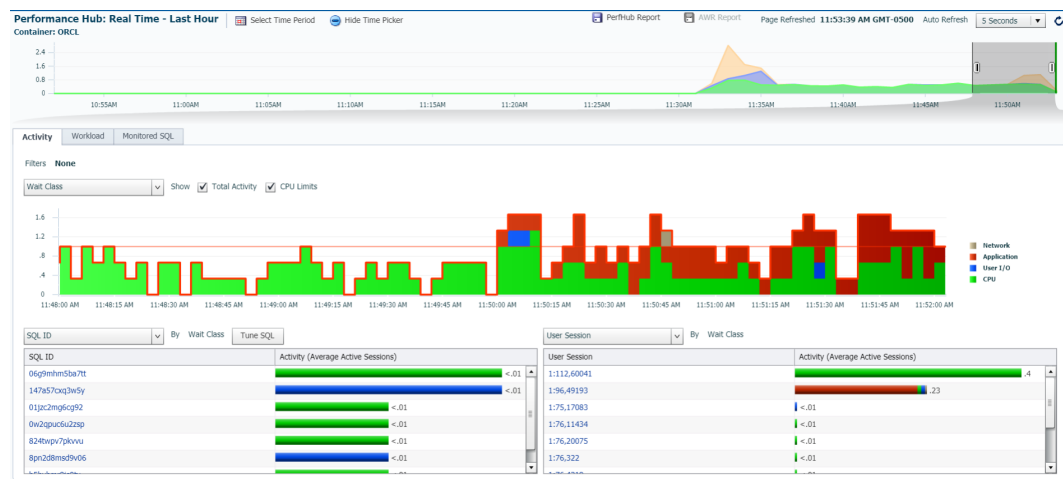 Performance Hub: Real Time - Last Hour Select Time Period Hide Time Picker PerfHub Report AWR Report Page Refreshed 11:53:39 AM GMT-0500 Auto Refresh 5 Seconds
Container: ORCL
2.4
1.6
0.8
0
10:55AM 11:00AM 11:05AM 11:10AM 11:15AM 11:20AM 11:25AM 11:30AM 11:35AM 11:40AM 11:45AM 11:50AM
Activity Workload Monitored SQL
Filters None
Wait Class Show Total Activity CPU Limits
1.6
1.2
.8
.4
0
Network
Application
User I/O
CPU
11:48:00 AM 11:48:15 AM 11:48:30 AM 11:48:45 AM 11:49:00 AM 11:49:15 AM 11:49:30 AM 11:49:45 AM 11:50:00 AM 11:50:15 AM 11:50:30 AM 11:50:45 AM 11:51:00 AM 11:51:15 AM 11:51:30 AM 11:51:45 AM 11:52:00 AM
SQL ID By Wait Class Tune SQL User Session By Wait Class
SQL ID Activity (Average Active Sessions) User Session Activity (Average Active Sessions)
06g9mhm5ba7tt <.01 1:112,60041 .4
147a57cxq3w5y <.01 1:96,49193 .23
01jzc2mg6cg92 <.01 1:75,17083 <.01
0w2qpuc6u2zsp <.01 1:76,11434 <.01
824twpv7pkvvu <.01 1:76,20075 <.01
8pn2d8msd9v06 <.01 1:76,322 <.01